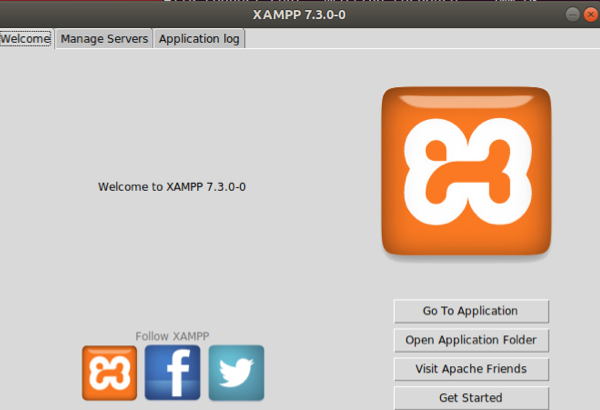 XAMPP 7.3.0-0
Welcome Manage Servers Application log
Welcome to XAMPP 7.3.0-0
Go To Application
Open Application Folder
Follow XAMPP
Visit Apache Friends
Get Started